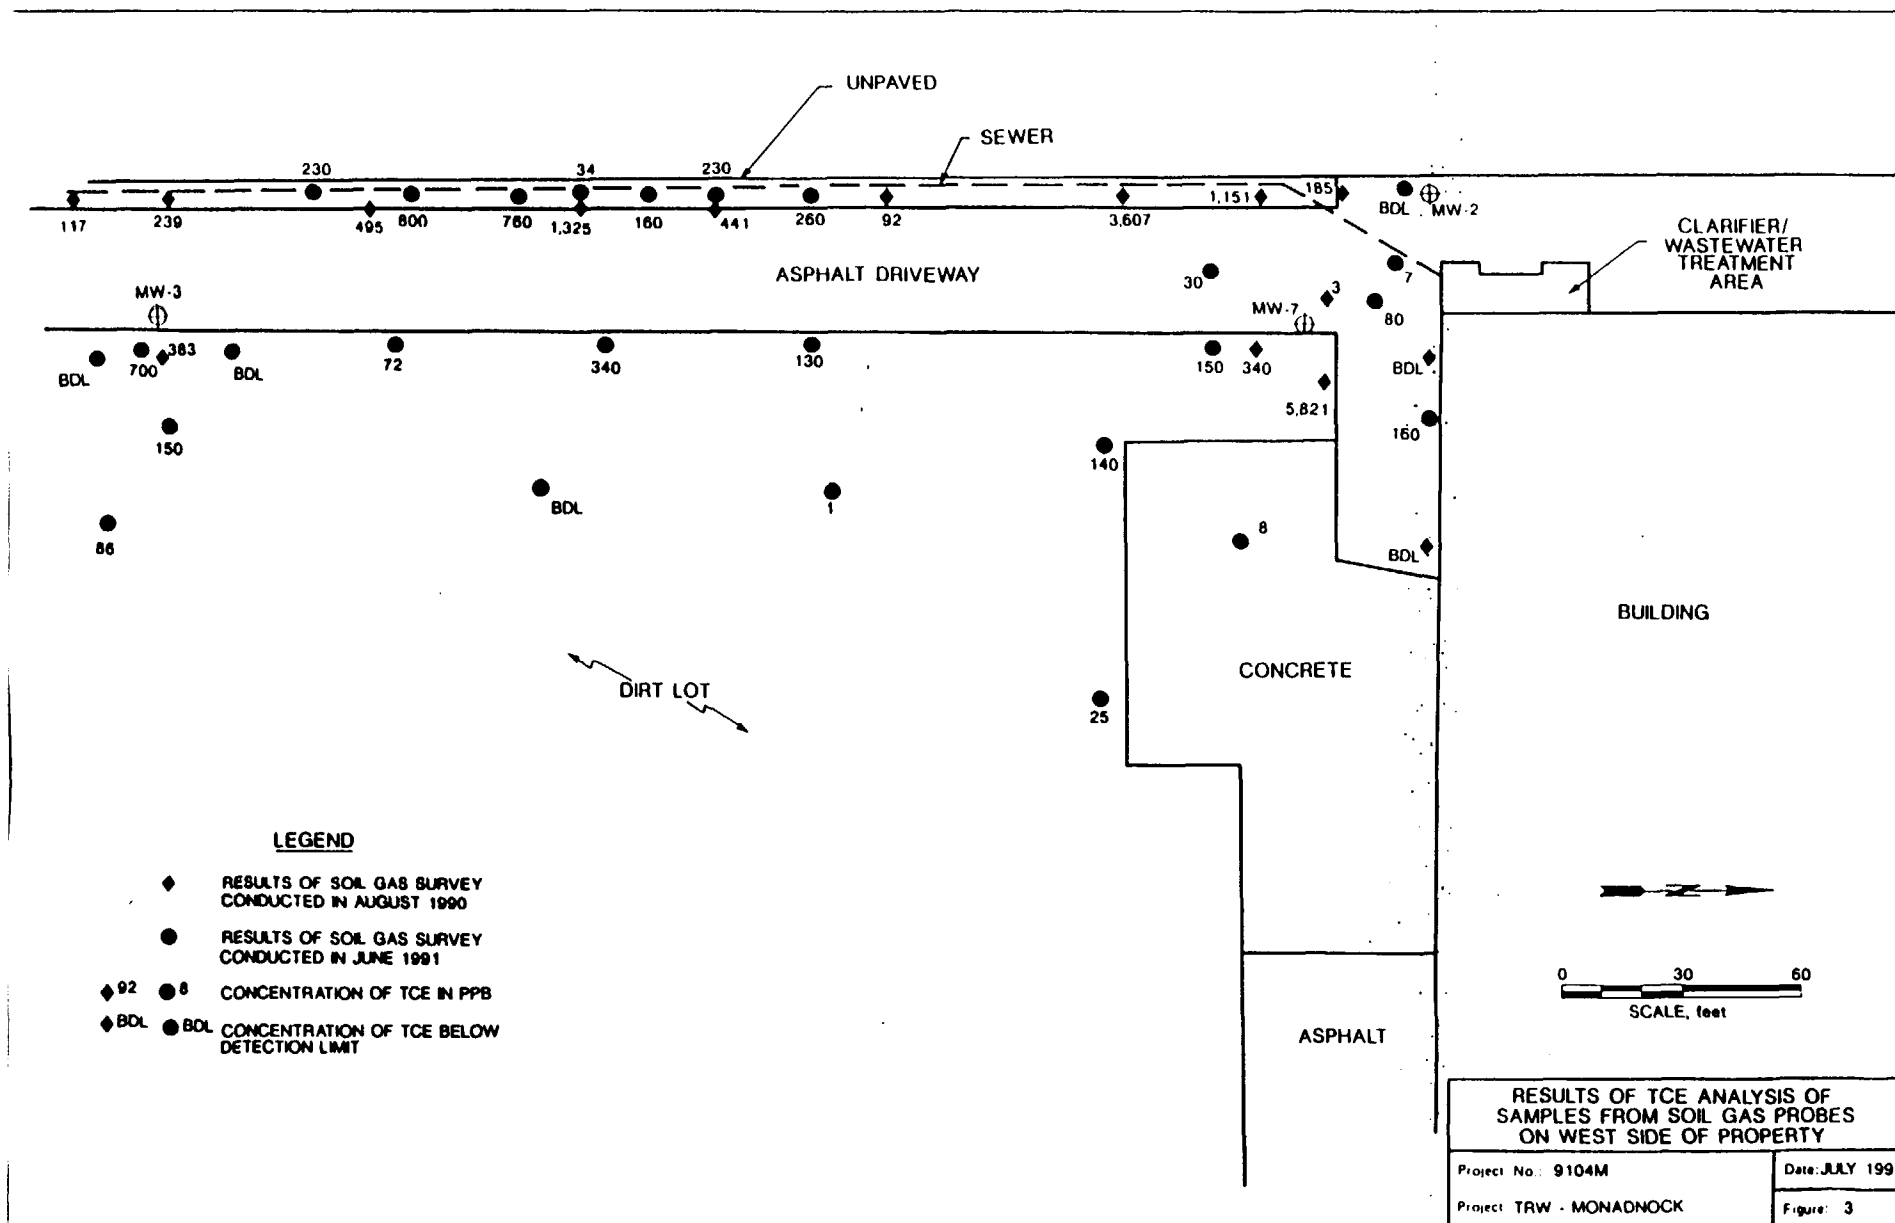 UNPAVED
SEWER
230
34
230
185
1,151
BDL
MW-2
117
239
495
800
760
1,325
160
441
260
92
3,607
CLARIFIER/
WASTEWATER
TREATMENT
AREA
ASPHALT DRIVEWAY
30
7
3
80
MW-3
MW-7
383
BDL
700
BDL
72
340
130
150
340
BDL
5,821
160
150
140
BDL
1
86
8
BDL
BUILDING
CONCRETE
DIRT LOT
25
LEGEND
RESULTS OF SOIL GAS SURVEY
CONDUCTED IN AUGUST 1990
RESULTS OF SOIL GAS SURVEY
CONDUCTED IN JUNE 1991
92 8 CONCENTRATION OF TCE IN PPB
BDL BDL CONCENTRATION OF TCE BELOW
DETECTION LIMIT
N
0 30 60
SCALE, feet
ASPHALT
RESULTS OF TCE ANALYSIS OF
SAMPLES FROM SOIL GAS PROBES
ON WEST SIDE OF PROPERTY
Project No.: 9104M
Date: JULY 199
Project TRW - MONADNOCK
Figure: 3